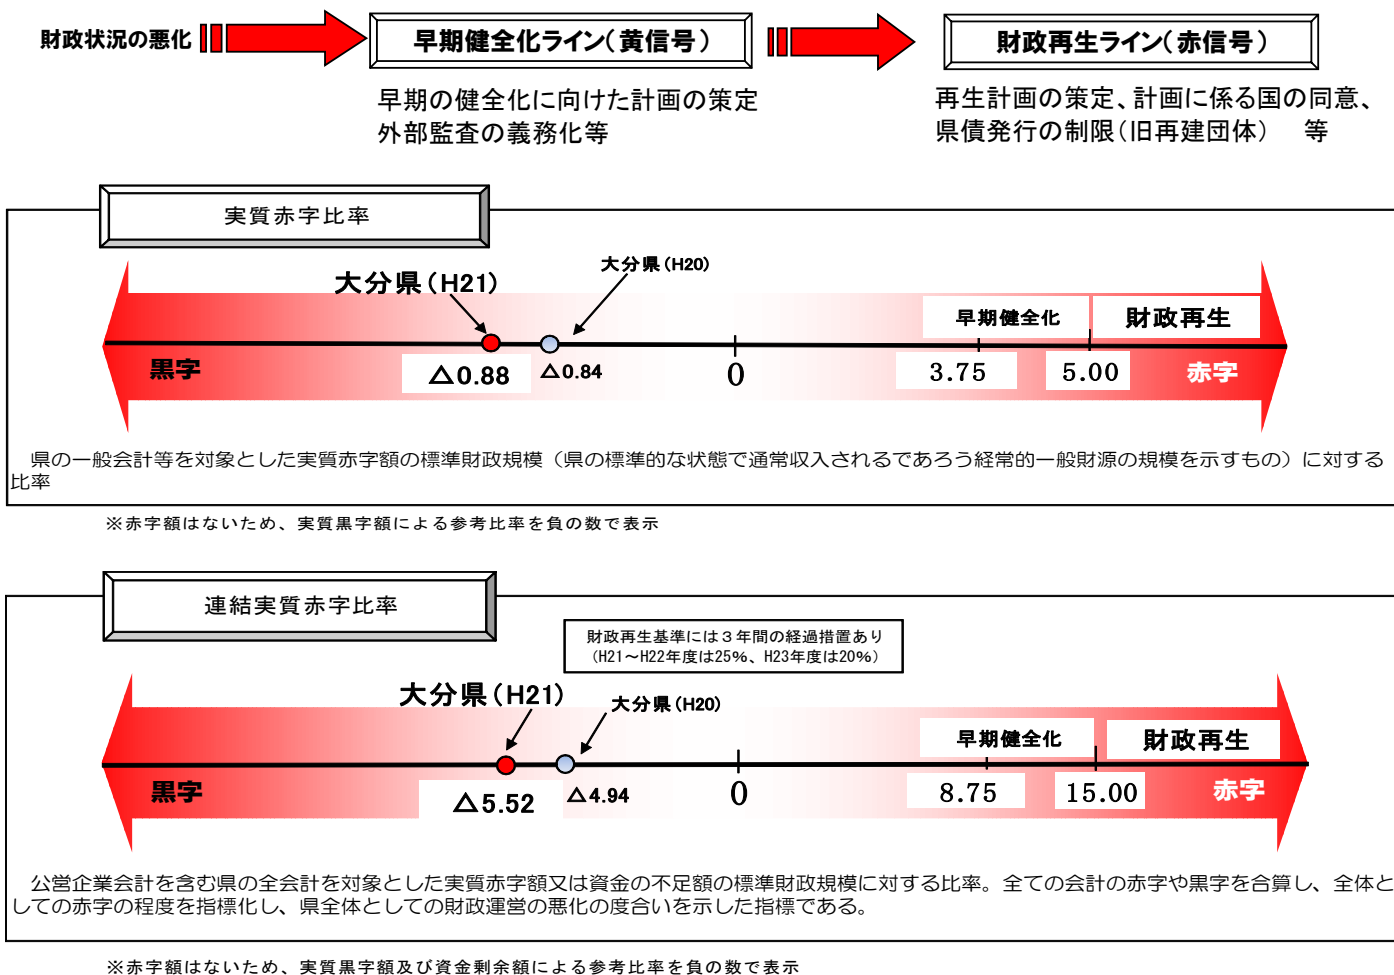 財政状況の悪化
早期健全化ライン（黄信号）
財政再生ライン（赤信号）
早期の健全化に向けた計画の策定
外部監査の義務化等
再生計画の策定、計画に係る国の同意、
県債発行の制限（旧再建団体）　等
実質赤字比率
大分県（H21）
大分県（H20）
早期健全化
財政再生
黒字
△0.88
△0.84
0
3.75
5.00
赤字
県の一般会計等を対象とした実質赤字額の標準財政規模（県の標準的な状態で通常収入されるであろう経常的一般財源の規模を示すもの）に対する
比率
※赤字額はないため、実質黒字額による参考比率を負の数で表示
連結実質赤字比率
財政再生基準には３年間の経過措置あり
（H21～H22年度は25%、H23年度は20%）
大分県（H21）
大分県（H20）
早期健全化
財政再生
黒字
△5.52
△4.94
0
8.75
15.00
赤字
公営企業会計を含む県の全会計を対象とした実質赤字額又は資金の不足額の標準財政規模に対する比率。全ての会計の赤字や黒字を合算し、全体と
しての赤字の程度を指標化し、県全体としての財政運営の悪化の度合いを示した指標である。
※赤字額はないため、実質黒字額及び資金剰余額による参考比率を負の数で表示